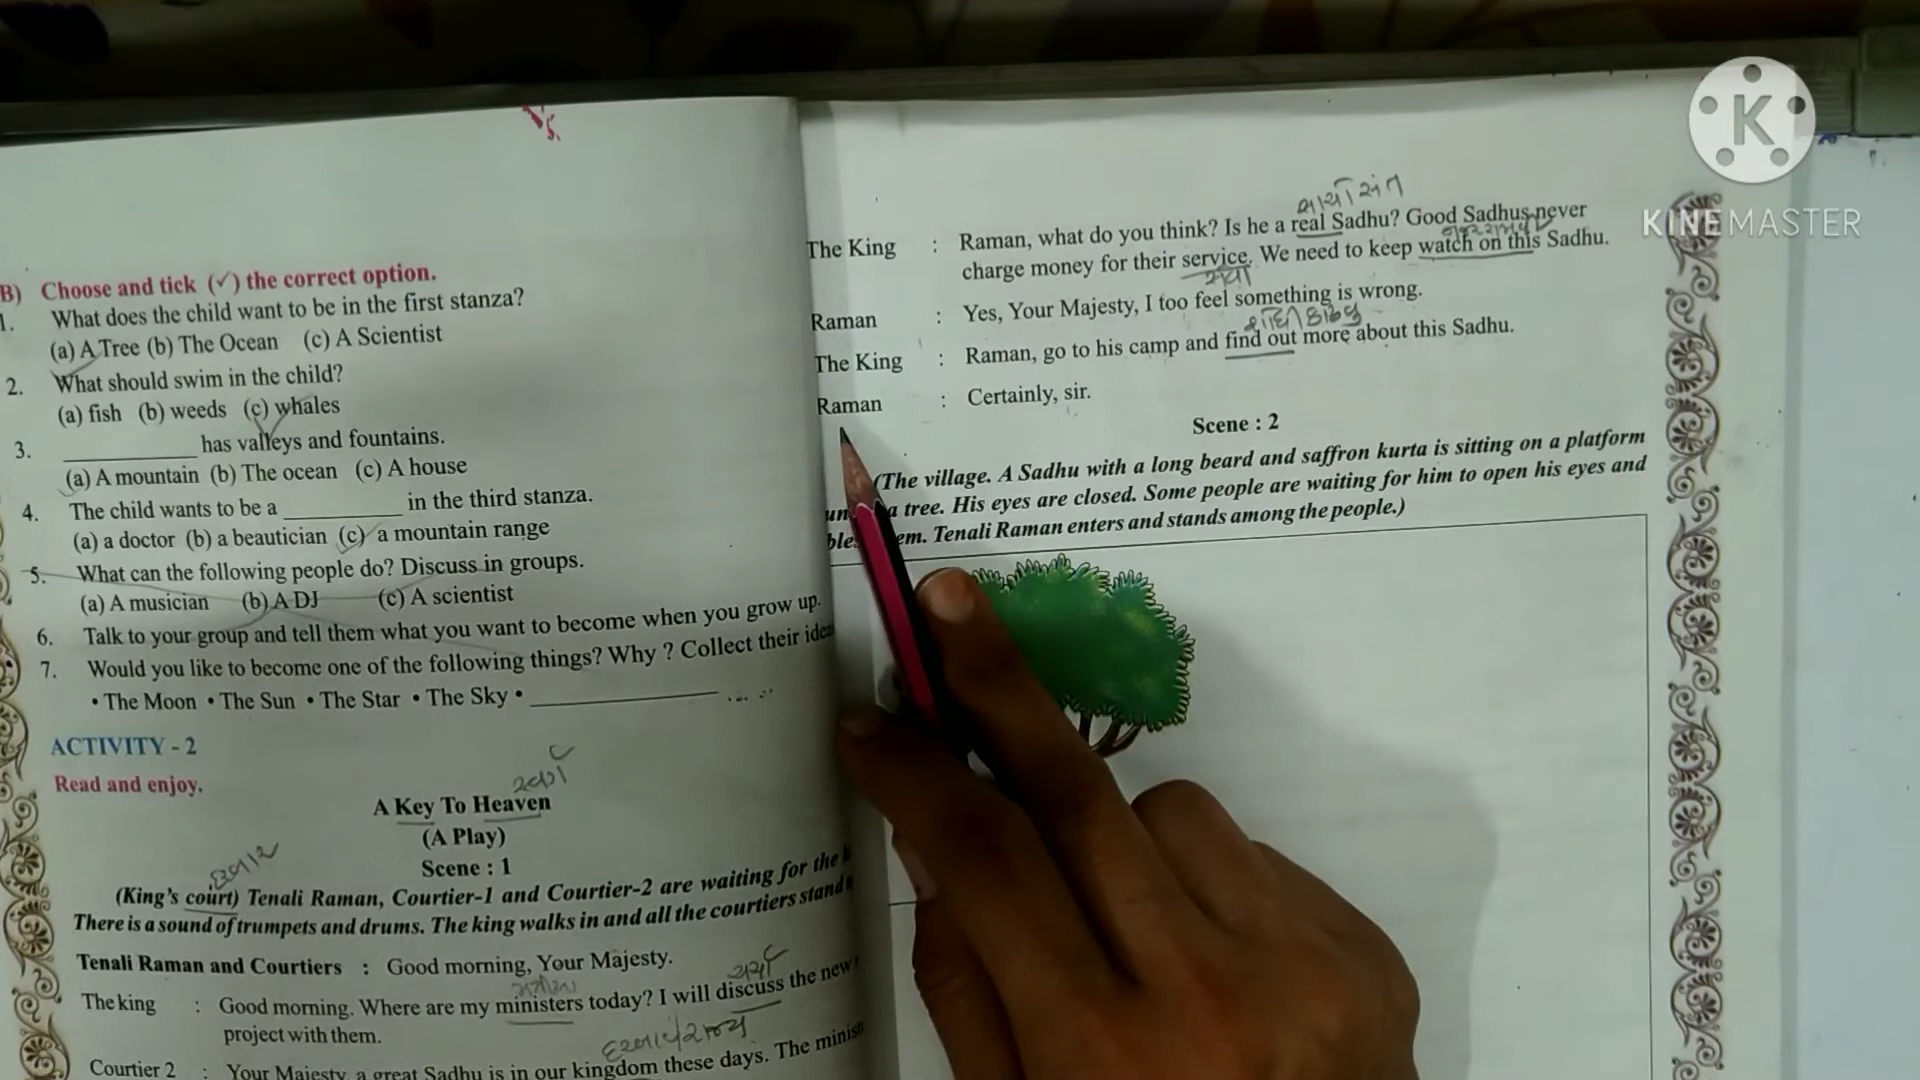 B) Choose and tick (✓) the correct option.
1. What does the child want to be in the first stanza?
(a) A Tree (b) The Ocean (c) A Scientist
2. What should swim in the child?
(a) fish (b) weeds (c) whales
3. __________ has valleys and fountains.
(a) A mountain (b) The ocean (c) A house
4. The child wants to be a __________ in the third stanza.
(a) a doctor (b) a beautician (c) a mountain range
5. What can the following people do? Discuss in groups.
(a) A musician (b) A DJ (c) A scientist
6. Talk to your group and tell them what you want to become when you grow up.
7. Would you like to become one of the following things? Why ? Collect their
• The Moon • The Sun • The Star • The Sky • __________
ACTIVITY - 2
Read and enjoy.
સ્વર્ગ
A Key To Heaven
(A Play)
Scene : 1
દરબાર
(King's court) Tenali Raman, Courtier-1 and Courtier-2 are waiting for the
There is a sound of trumpets and drums. The king walks in and all the courtiers stand
Tenali Raman and Courtiers : Good morning, Your Majesty.
The king : Good morning. Where are my ministers today? I will discuss the new
project with them.
Courtier 2 : Your Majesty, a great Sadhu is in our kingdom these days. The
The King : Raman, what do you think? Is he a real Sadhu? Good Sadhus never
charge money for their service. We need to keep watch on this Sadhu.
Raman : Yes, Your Majesty, I too feel something is wrong.
The King : Raman, go to his camp and find out more about this Sadhu.
Raman : Certainly, sir.
Scene : 2
(The village. A Sadhu with a long beard and saffron kurta is sitting on a platform
a tree. His eyes are closed. Some people are waiting for him to open his eyes and
Tenali Raman enters and stands among the people.)
K
KINEMASTER